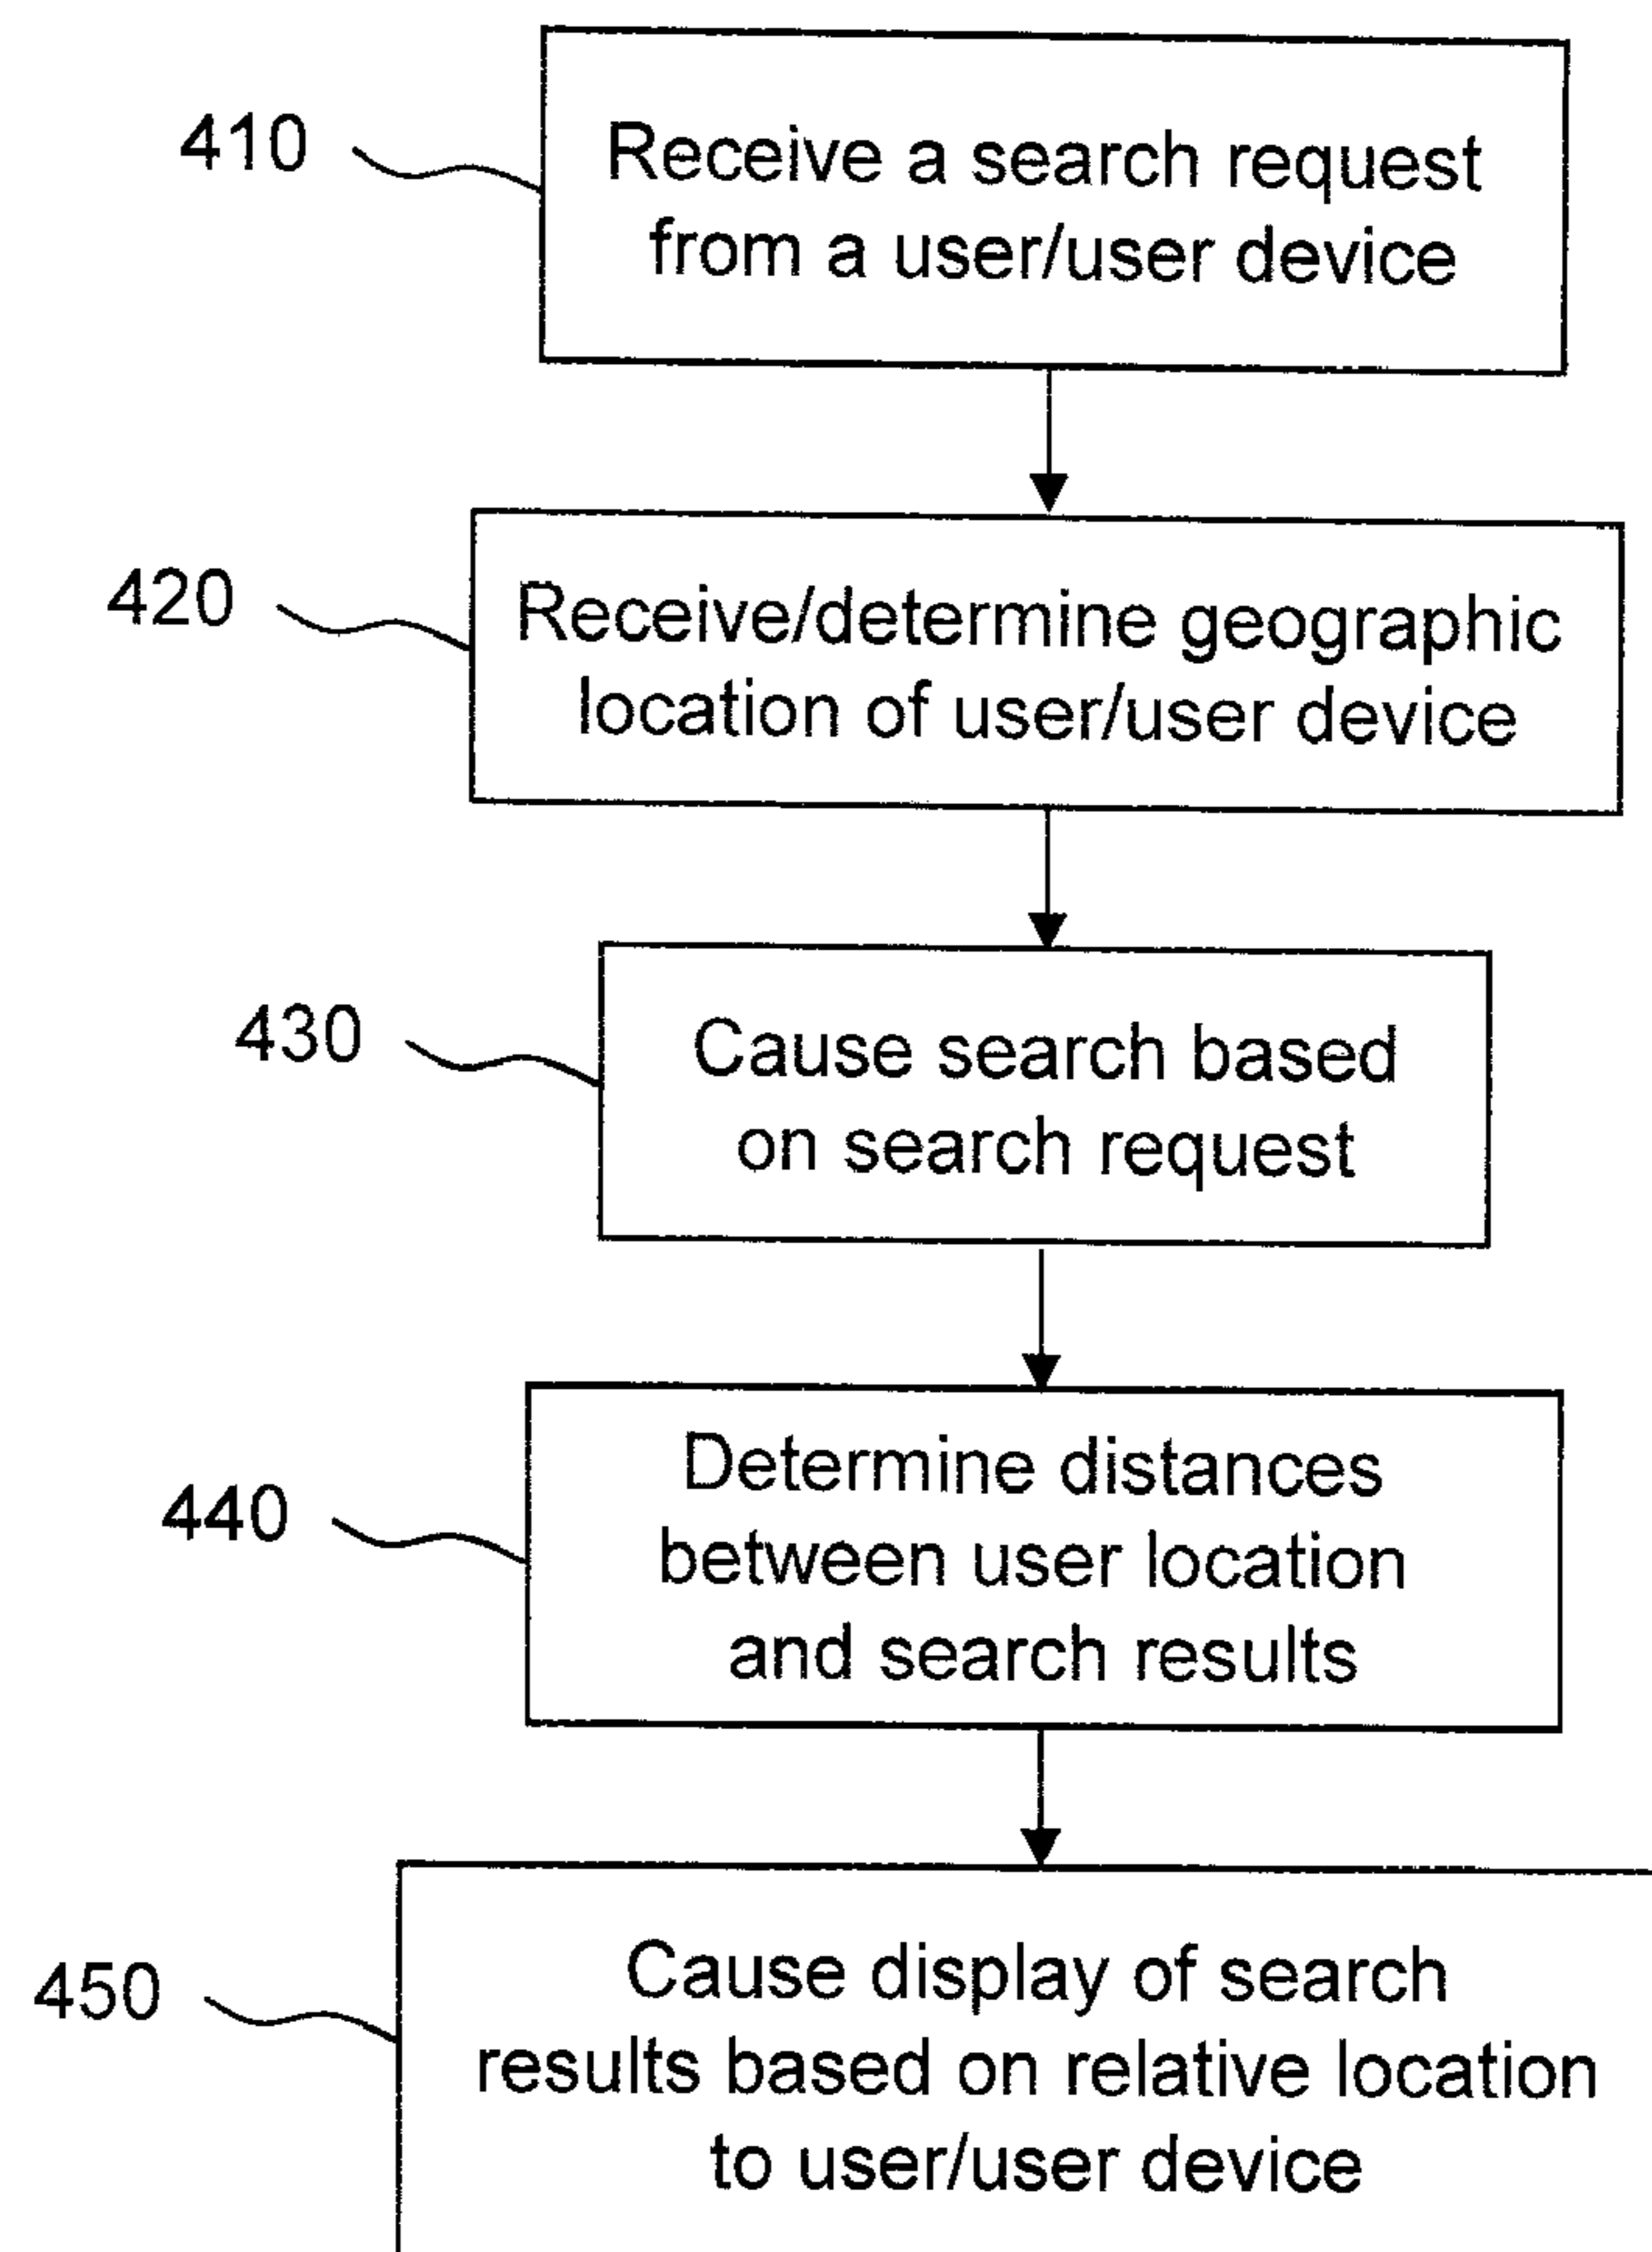 410
Receive a search request
from a user/user device
420
Receive/determine geographic
location of user/user device
430
Cause search based
on search request
440
Determine distances
between user location
and search results
450
Cause display of search
results based on relative location
to user/user device